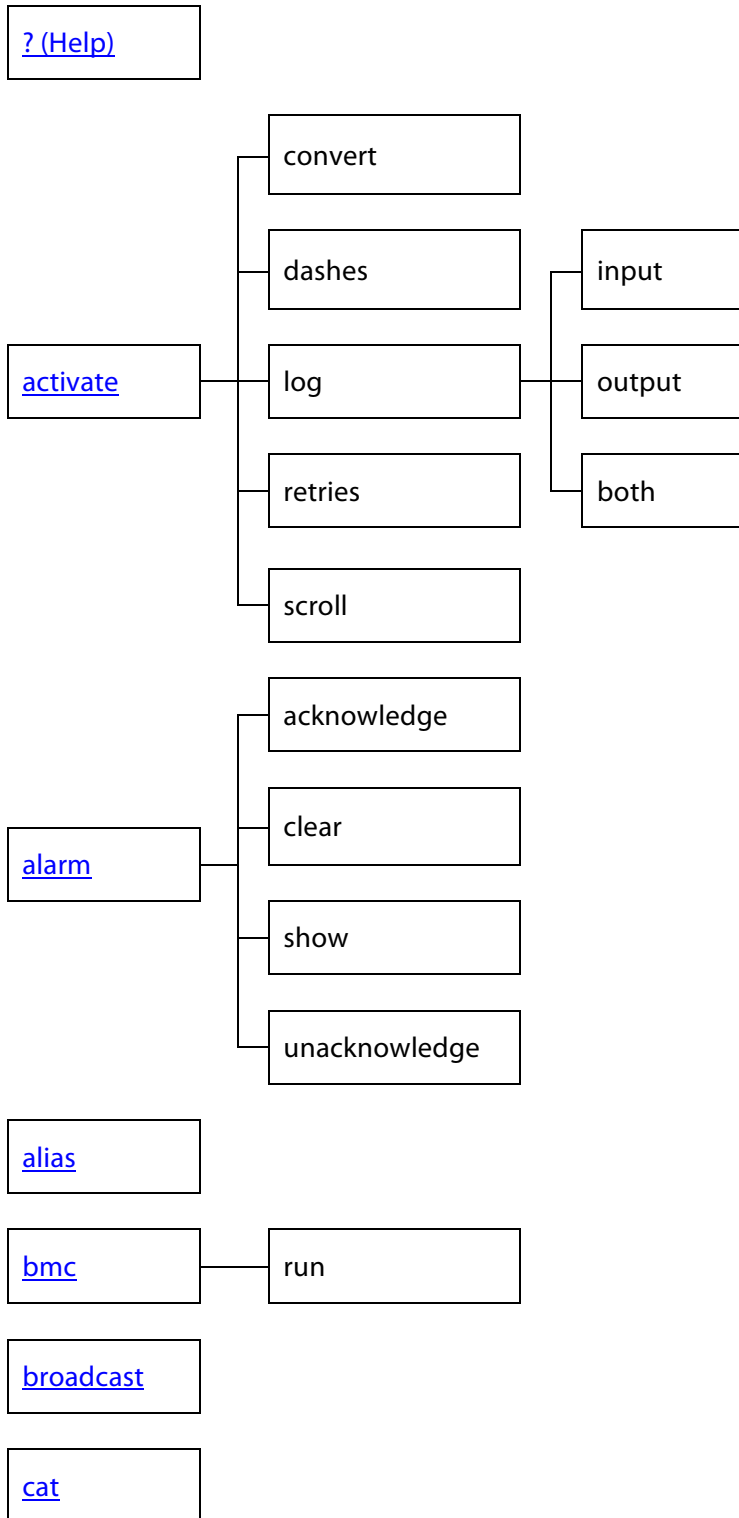 ? (Help)
activate
convert
dashes
log
input
output
both
retries
scroll
alarm
acknowledge
clear
show
unacknowledge
alias
bmc
run
broadcast
cat